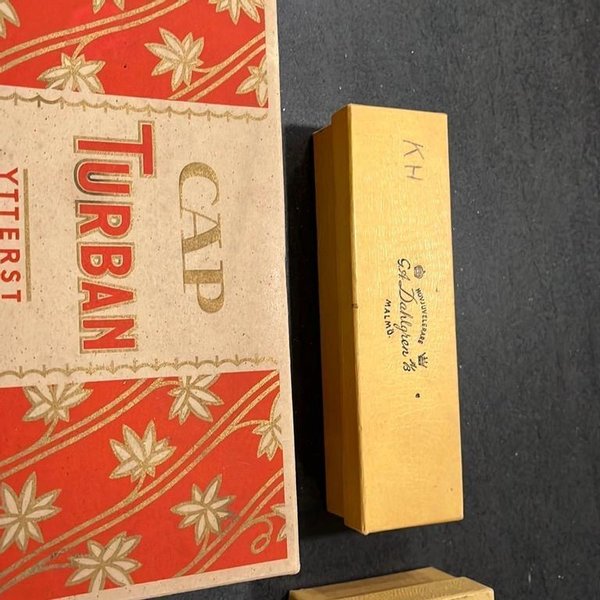 CAP
TURBAN
YTTERST
KH
HOVJUVELERARE
G.A. Dahlgren A/B
MALMÖ.